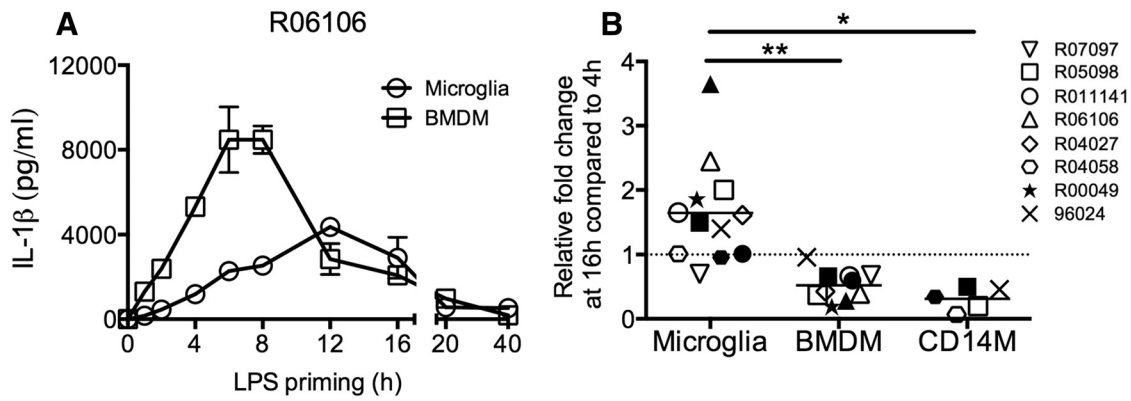 A
R06106
IL-1β (pg/ml)
12000
8000
4000
0
0 4 8 12 16 20 40
LPS priming (h)
Microglia
BMDM
B
*
**
Relative fold change
at 16h compared to 4h
4
3
2
1
0
Microglia BMDM CD14M
R07097
R05098
R011141
R06106
R04027
R04058
R00049
96024